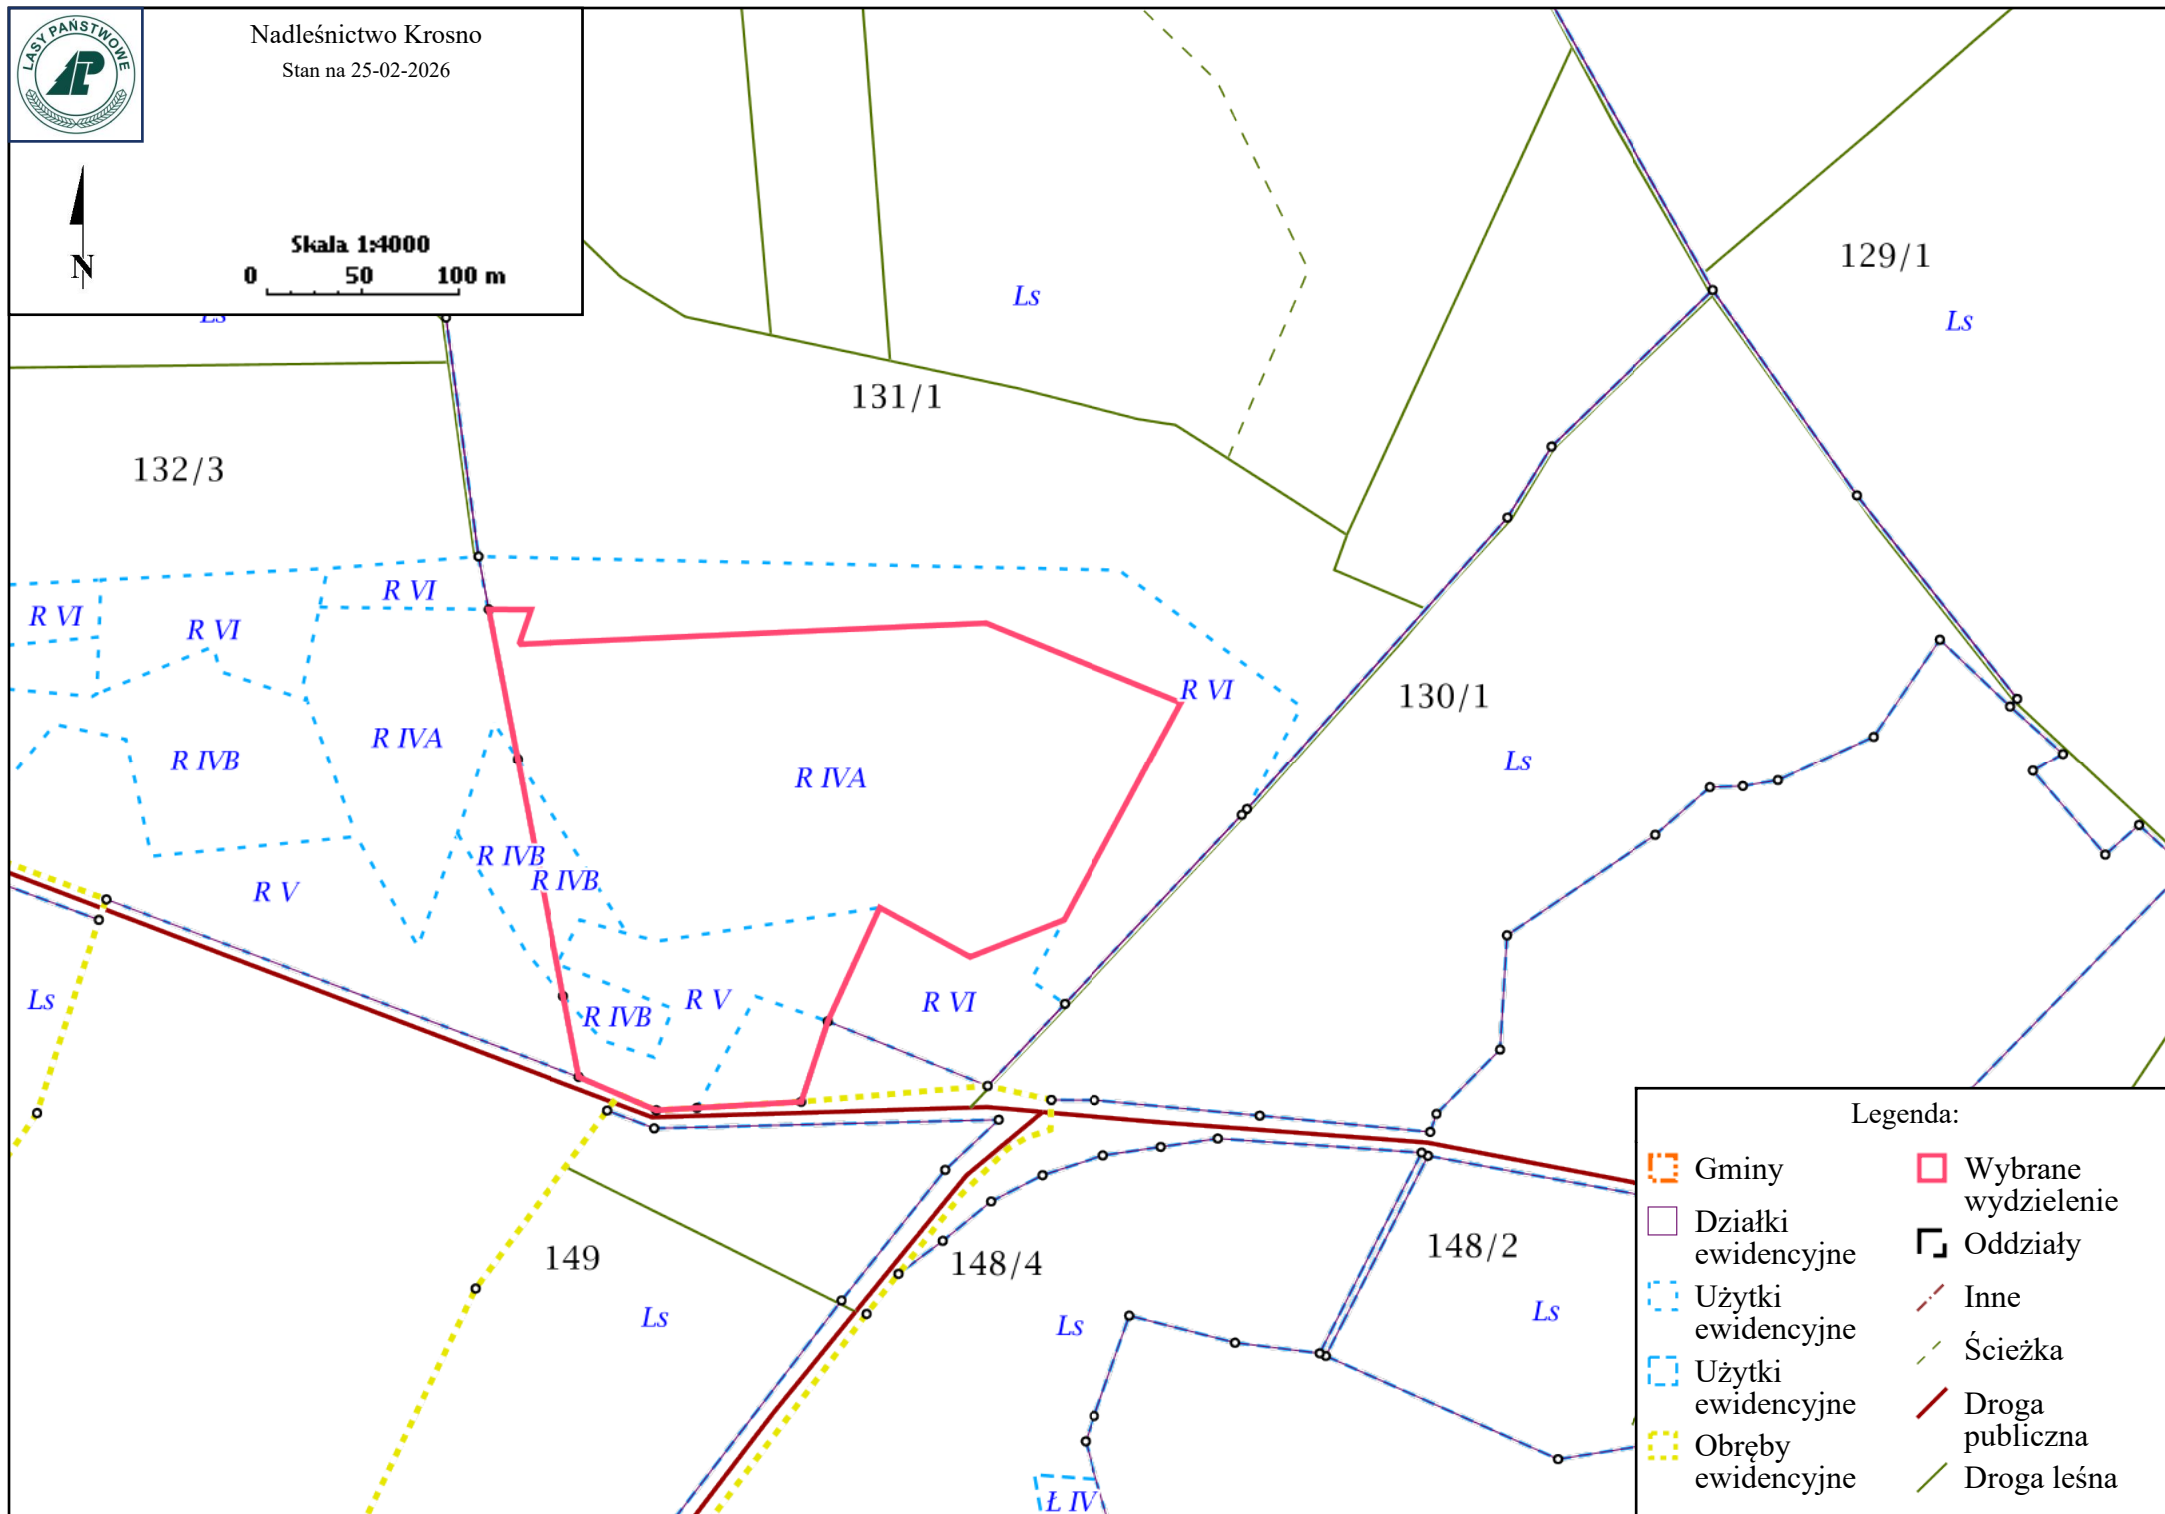 LASY PAŃSTWOWE
Nadleśnictwo Krosno
Stan na 25-02-2026
N
Skala 1:4000
0 50 100 m
129/1
Ls
Ls
Ls
131/1
132/3
R VI
R VI
R VI
R VI
130/1
R IVA
R IVB
R IVA
Ls
R IVB
R IVB
R V
Ls
R V
R VI
R IVB
149
148/4
148/2
Ls
Ls
Ls
Ł IV
Legenda:
Gminy
Działki
ewidencyjne
Użytki
ewidencyjne
Użytki
ewidencyjne
Obręby
ewidencyjne
Wybrane
wydzielenie
Oddziały
Inne
Ścieżka
Droga
publiczna
Droga leśna